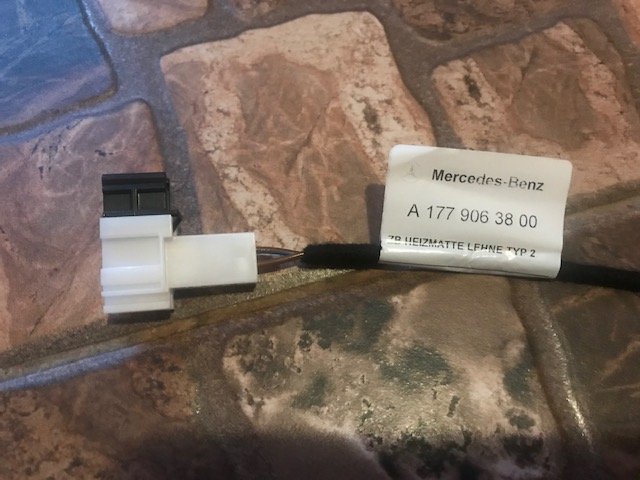 Mercedes-Benz
A 177 906 38 00
ZB HEIZMATTE LEHNE TYP 2